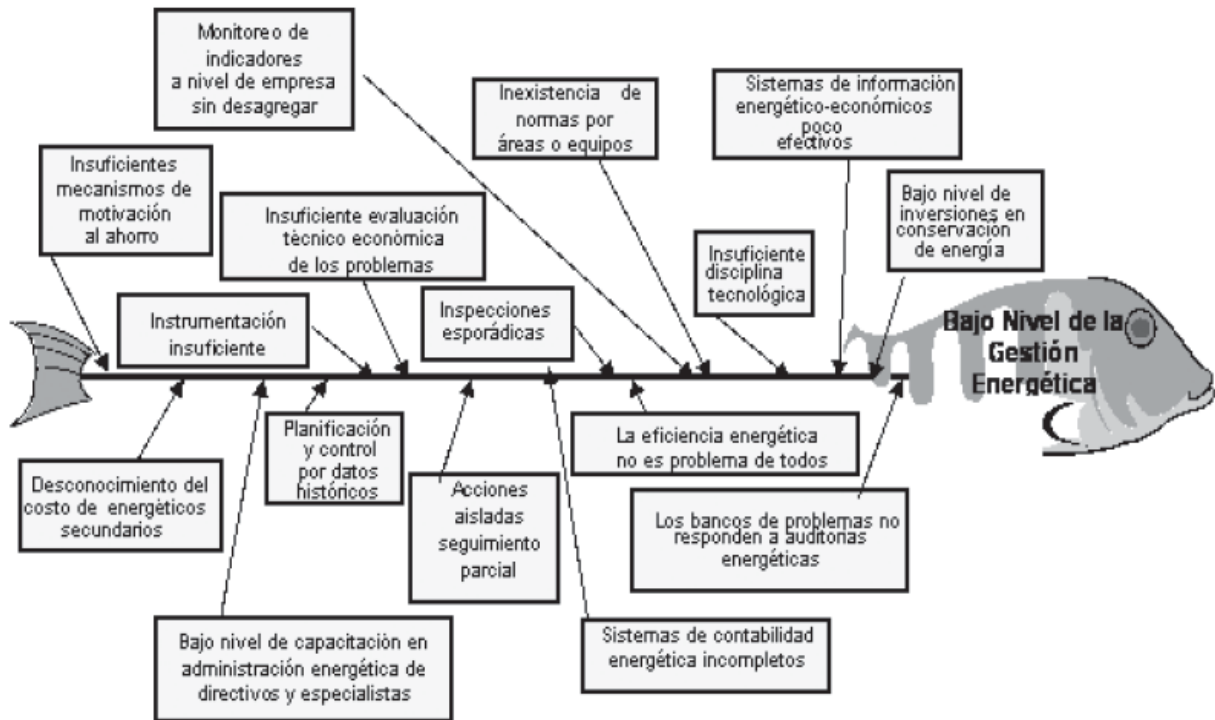 Monitoreo de
indicadores
a nivel de empresa
sin desagregar
Inexistencia de
normas por
áreas o equipos
Sistemas de información
energético-económicos
poco
efectivos
Insuficientes
mecanismos de
motivación
al ahorro
Insuficiente evaluación
técnico económica
de los problemas
Insuficiente
disciplina
tecnológica
Bajo nivel de
inversiones en
conservación
de energía
Instrumentación
insuficiente
Inspecciones
esporádicas
Bajo Nivel de la
Gestión
Energética
Desconocimiento del
costo de energéticos
secundarios
Planificación
y control
por datos
históricos
Acciones
aisladas
seguimiento
parcial
La eficiencia energética
no es problema de todos
Los bancos de problemas no
responden a auditorias
energéticas
Bajo nivel de capacitación en
administración energética de
directivos y especialistas
Sistemas de contabilidad
energética incompletos